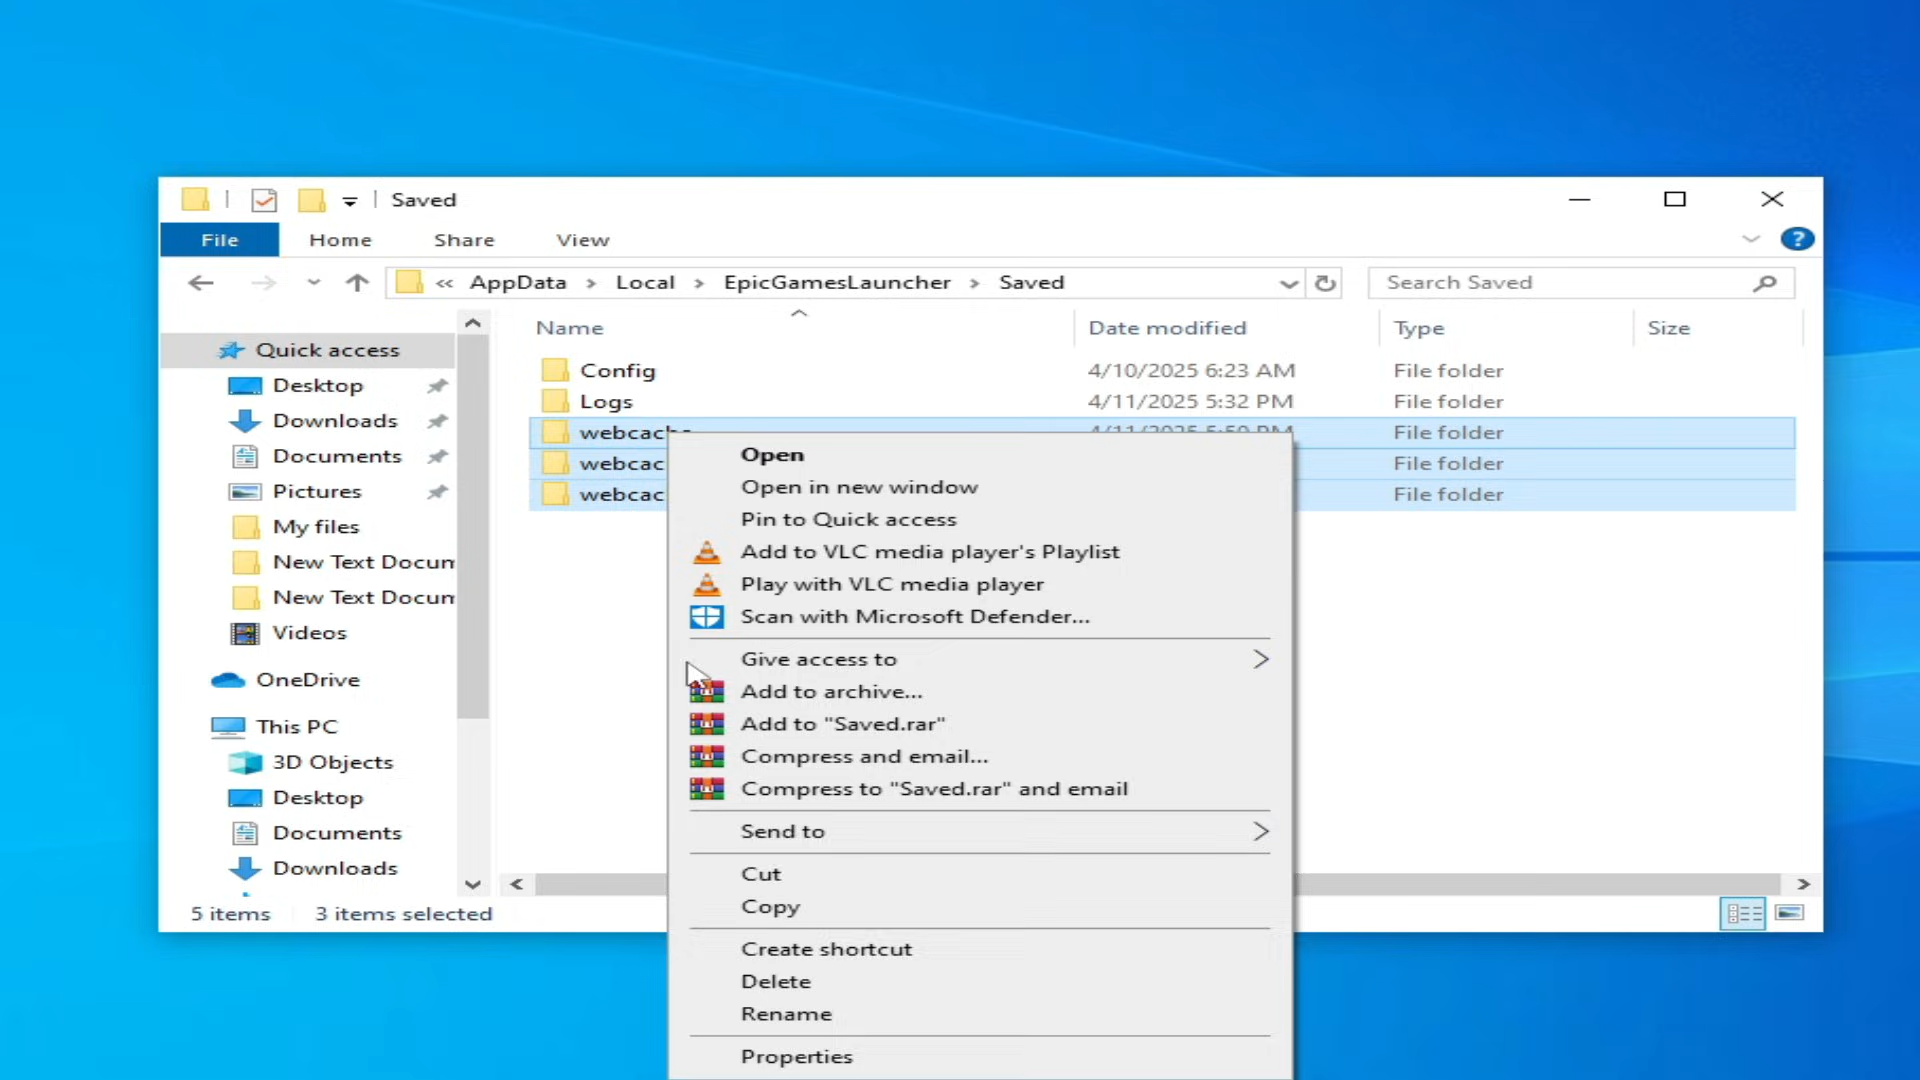 Saved
File Home Share View
« AppData > Local > EpicGamesLauncher > Saved
Search Saved
Name Date modified Type Size
Quick access
Desktop
Downloads
Documents
Pictures
My files
New Text Docum
New Text Docum
Videos
OneDrive
This PC
3D Objects
Desktop
Documents
Downloads
Config 4/10/2025 6:23 AM File folder
Logs 4/11/2025 5:32 PM File folder
webcache File folder
webcac File folder
webcac File folder
Open
Open in new window
Pin to Quick access
Add to VLC media player's Playlist
Play with VLC media player
Scan with Microsoft Defender...
Give access to
Add to archive...
Add to "Saved.rar"
Compress and email...
Compress to "Saved.rar" and email
Send to
Cut
Copy
Create shortcut
Delete
Rename
Properties
5 items 3 items selected